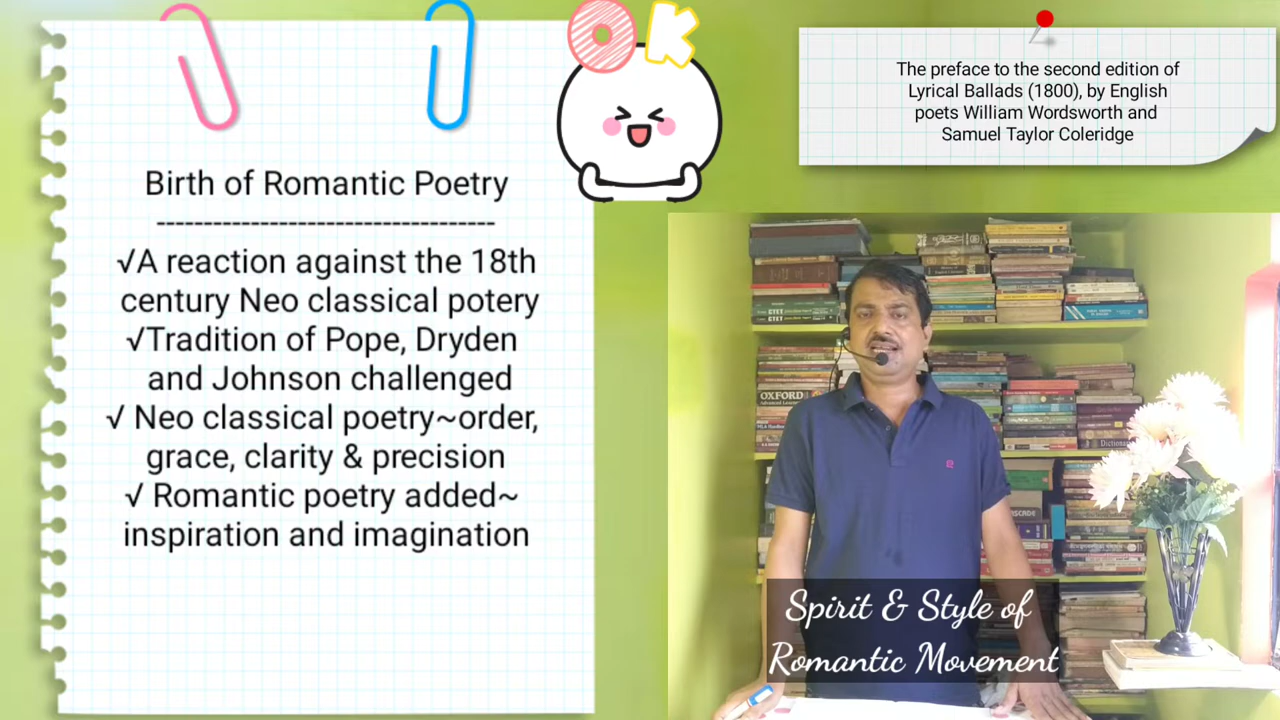 OK
The preface to the second edition of
Lyrical Ballads (1800), by English
poets William Wordsworth and
Samuel Taylor Coleridge
Birth of Romantic Poetry
------------------------------------
√A reaction against the 18th
century Neo classical potery
√Tradition of Pope, Dryden
and Johnson challenged
√ Neo classical poetry~order,
grace, clarity & precision
√ Romantic poetry added~
inspiration and imagination
OXFORD
Dictionary
Spirit & Style of
Romantic Movement